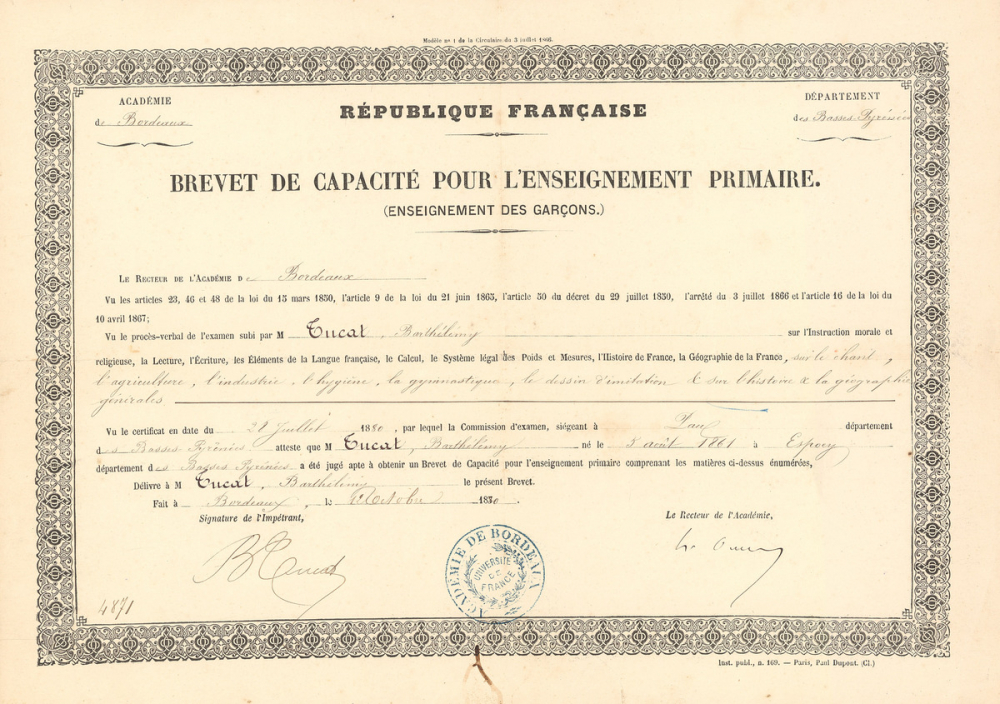 Modèle nº 1 de la Circulaire du 3 juillet 1866.
ACADÉMIE
de Bordeaux
RÉPUBLIQUE FRANÇAISE
DÉPARTEMENT
des Basses-Pyrénées
BREVET DE CAPACITÉ POUR L'ENSEIGNEMENT PRIMAIRE.
(ENSEIGNEMENT DES GARÇONS.)
LE RECTEUR DE L'ACADÉMIE DE Bordeaux
Vu les articles 23, 46 et 48 de la loi du 15 mars 1850, l'article 9 de la loi du 21 juin 1865, l'article 50 du décret du 29 juillet 1850, l'arrêté du 3 juillet 1866 et l'article 16 de la loi du
10 avril 1867;
Vu le procès-verbal de l'examen subi par M Tucat, Barthélémy sur l'Instruction morale et
religieuse, la Lecture, l'Écriture, les Éléments de la Langue française, le Calcul, le Système légal des Poids et Mesures, l'Histoire de France, la Géographie de la France, sur le chant,
l'agriculture, l'industrie, l'hygiène, la gymnastique, le dessin d'imitation & sur l'histoire & la géographie
générales
Vu le certificat en date du 28 Juillet 1880, par lequel la Commission d'examen, siégeant à Pau département
des Basses Pyrénées atteste que M Tucat, Barthélémy né le 5 août 1861 à Espoey
département des Basses Pyrénées a été jugé apte à obtenir un Brevet de Capacité pour l'enseignement primaire comprenant les matières ci-dessus énumérées,
Délivre à M Tucat, Barthélémy le présent Brevet.
Fait à Bordeaux, le Octobre 1880.
Signature de l'Impétrant,
Le Recteur de l'Académie,
B Tucat
ACADÉMIE DE BORDEAUX
UNIVERSITÉ
DE
FRANCE
4871
Inst. publ., n. 169. — Paris, Paul Dupont. (Cl.)